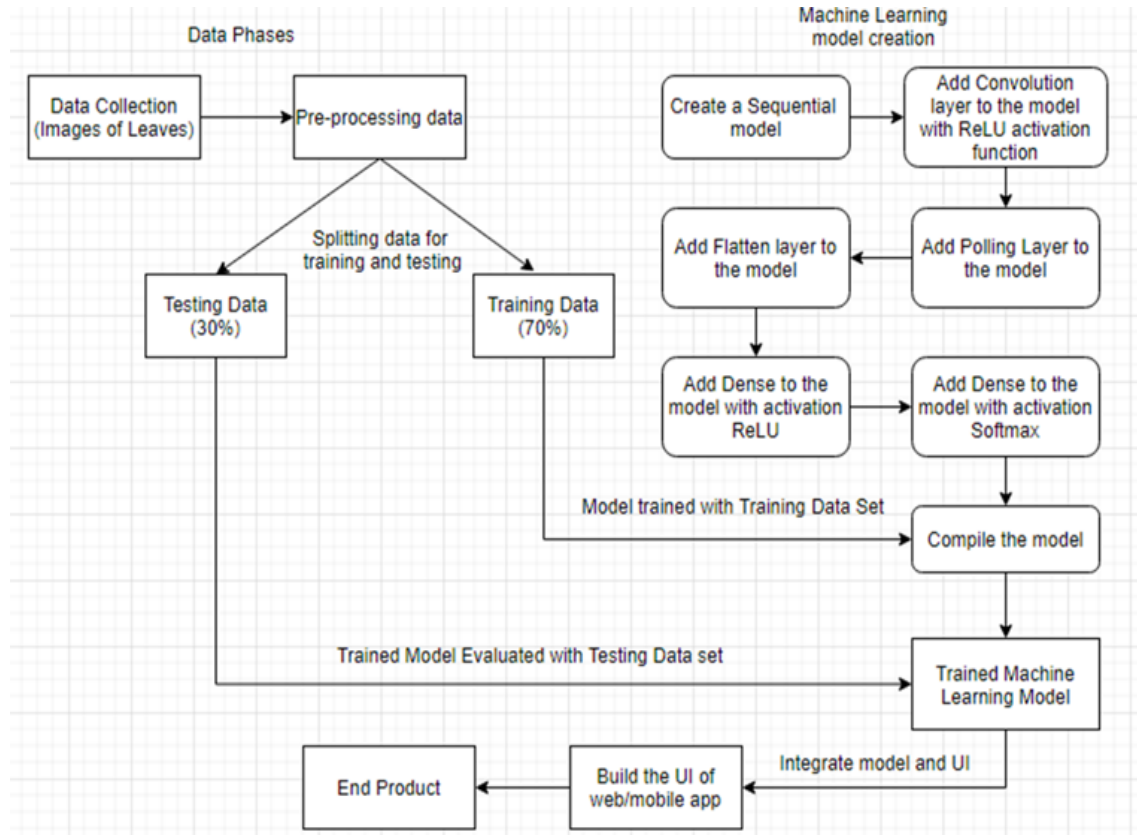 Data Phases
Machine Learning
model creation
Data Collection
(Images of Leaves)
Pre-processing data
Create a Sequential
model
Add Convolution
layer to the model
with ReLU activation
function
Splitting data for
training and testing
Add Flatten layer to
the model
Add Polling Layer to
the model
Testing Data
(30%)
Training Data
(70%)
Add Dense to the
model with activation
ReLU
Add Dense to the
model with activation
Softmax
Model trained with Training Data Set
Compile the model
Trained Model Evaluated with Testing Data set
Trained Machine
Learning Model
Integrate model and UI
Build the UI of
web/mobile app
End Product